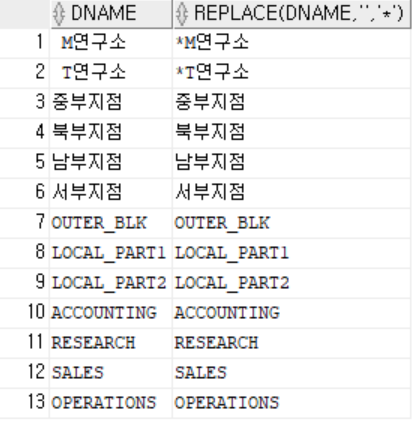 DNAME REPLACE(DNAME,'','*')
1 M연구소 *M연구소
2 T연구소 *T연구소
3 중부지점 중부지점
4 북부지점 북부지점
5 남부지점 남부지점
6 서부지점 서부지점
7 OUTER_BLK OUTER_BLK
8 LOCAL_PART1 LOCAL_PART1
9 LOCAL_PART2 LOCAL_PART2
10 ACCOUNTING ACCOUNTING
11 RESEARCH RESEARCH
12 SALES SALES
13 OPERATIONS OPERATIONS